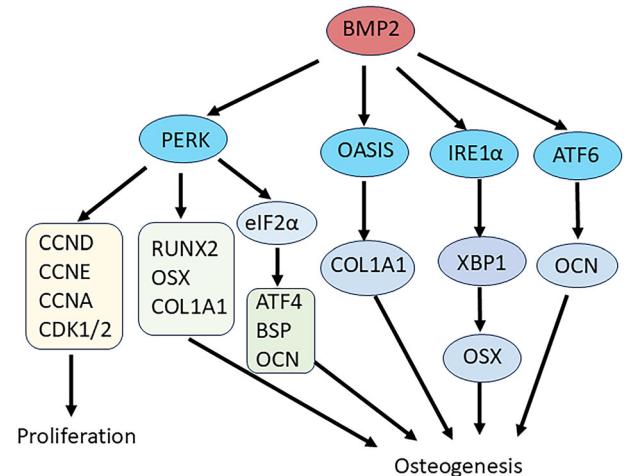 BMP2
PERK
OASIS
IRE1α
ATF6
eIF2α
CCND
CCNE
CCNA
CDK1/2
RUNX2
OSX
COL1A1
ATF4
BSP
OCN
COL1A1
XBP1
OCN
OSX
Proliferation
Osteogenesis